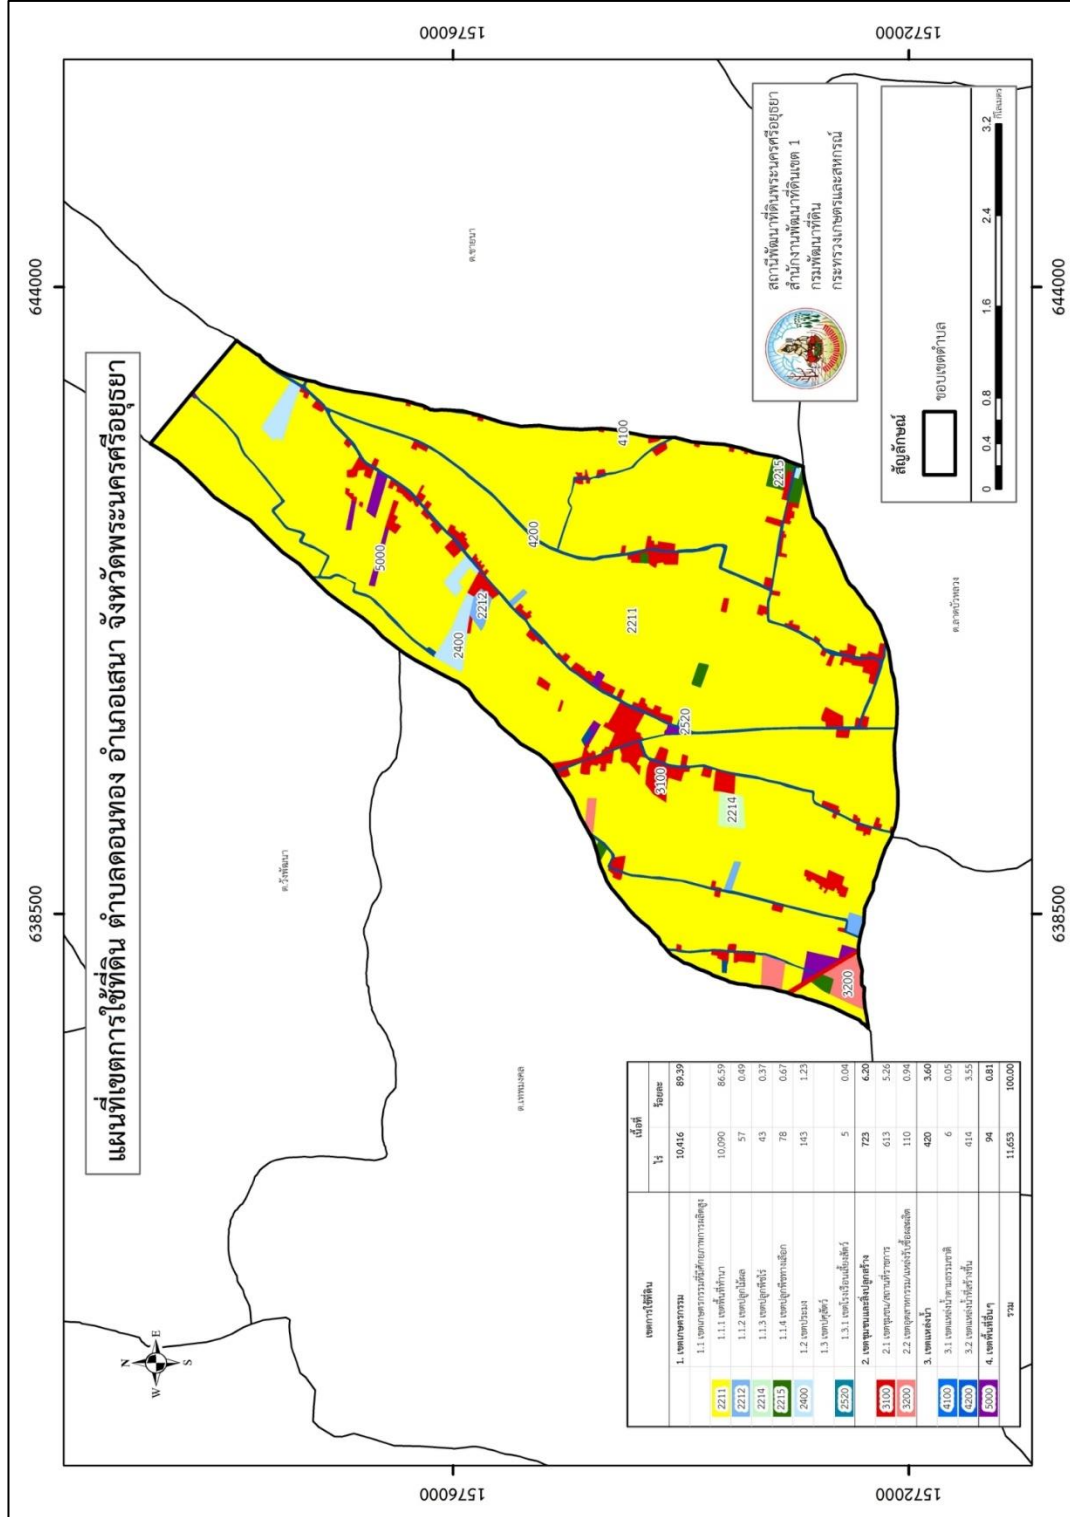 แผนที่เขตการใช้ที่ดิน ตำบลดอนทอง อำเภอเสนา จังหวัดพระนครศรีอยุธยา
638500
644000
1576000
1576000
1572000
1572000
638500
644000
N
W
E
S
ต.วังพัฒนา
ต.เทพมงคล
ต.ชายนา
ต.ลาดบัวหลวง
5000
2400
2212
4200
4100
2211
2215
2520
3100
2214
3200
เขตการใช้ที่ดิน เนื้อที่
ไร่ ร้อยละ
1. เขตเกษตรกรรม 10,416 89.39
1.1 เขตเกษตรกรรมที่มีศักยภาพการผลิตสูง
2211 1.1.1 เขตพื้นที่ทำนา 10,090 86.59
2212 1.1.2 เขตปลูกไม้ผล 57 0.49
2214 1.1.3 เขตปลูกพืชไร่ 43 0.37
2215 1.1.4 เขตปลูกพืชทางเลือก 78 0.67
2400 1.2 เขตประมง 143 1.23
1.3 เขตปศุสัตว์
2520 1.3.1 เขตโรงเรือนเลี้ยงสัตว์ 5 0.04
2. เขตชุมชนและสิ่งปลูกสร้าง 723 6.20
3100 2.1 เขตชุมชน/สถานที่ราชการ 613 5.26
3200 2.2 เขตอุตสาหกรรม/แหล่งรับซื้อผลผลิต 110 0.94
3. เขตแหล่งน้ำ 420 3.60
4100 3.1 เขตแหล่งน้ำตามธรรมชาติ 6 0.05
4200 3.2 เขตแหล่งน้ำที่สร้างขึ้น 414 3.55
5000 4. เขตพื้นที่อื่นๆ 94 0.81
รวม 11,653 100.00
สถานีพัฒนาที่ดินพระนครศรีอยุธยา
สำนักงานพัฒนาที่ดินเขต 1
กรมพัฒนาที่ดิน
กระทรวงเกษตรและสหกรณ์
สัญลักษณ์
ขอบเขตตำบล
0 0.4 0.8 1.6 2.4 3.2
กิโลเมตร